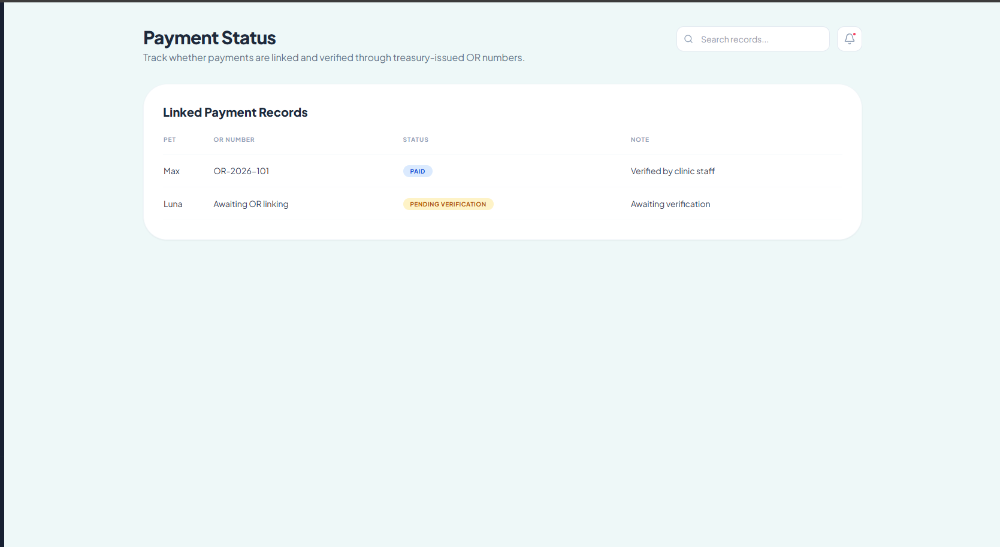 Payment Status
Search records...
Track whether payments are linked and verified through treasury-issued OR numbers.
Linked Payment Records
PET OR NUMBER STATUS NOTE
Max OR-2026-101 PAID Verified by clinic staff
Luna Awaiting OR linking PENDING VERIFICATION Awaiting verification